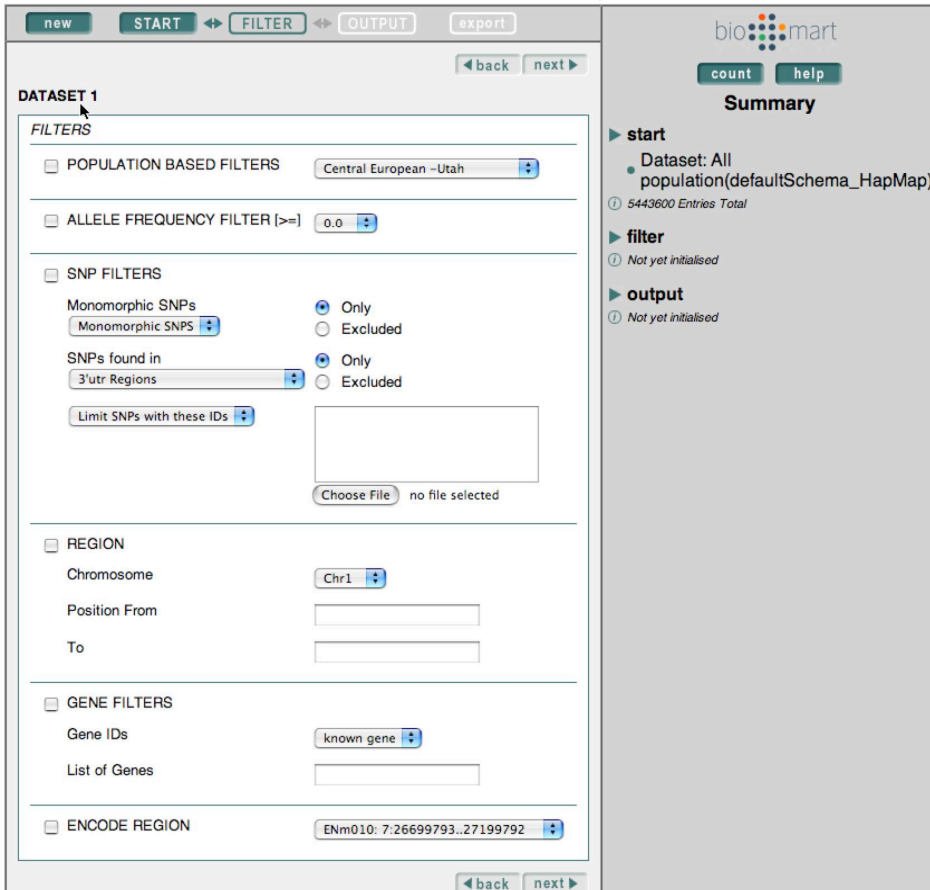 new START FILTER OUTPUT export
back next
DATASET 1
FILTERS
POPULATION BASED FILTERS Central European -Utah
ALLELE FREQUENCY FILTER [>=] 0.0
SNP FILTERS
Monomorphic SNPs Only
Monomorphic SNPS Excluded
SNPs found in Only
3'utr Regions Excluded
Limit SNPs with these IDs
Choose File no file selected
REGION
Chromosome Chr1
Position From
To
GENE FILTERS
Gene IDs known gene
List of Genes
ENCODE REGION ENm010: 7:26699793..27199792
back next
bio mart
count help
Summary
start
Dataset: All
population(defaultSchema_HapMap)
i 5443600 Entries Total
filter
i Not yet initialised
output
i Not yet initialised